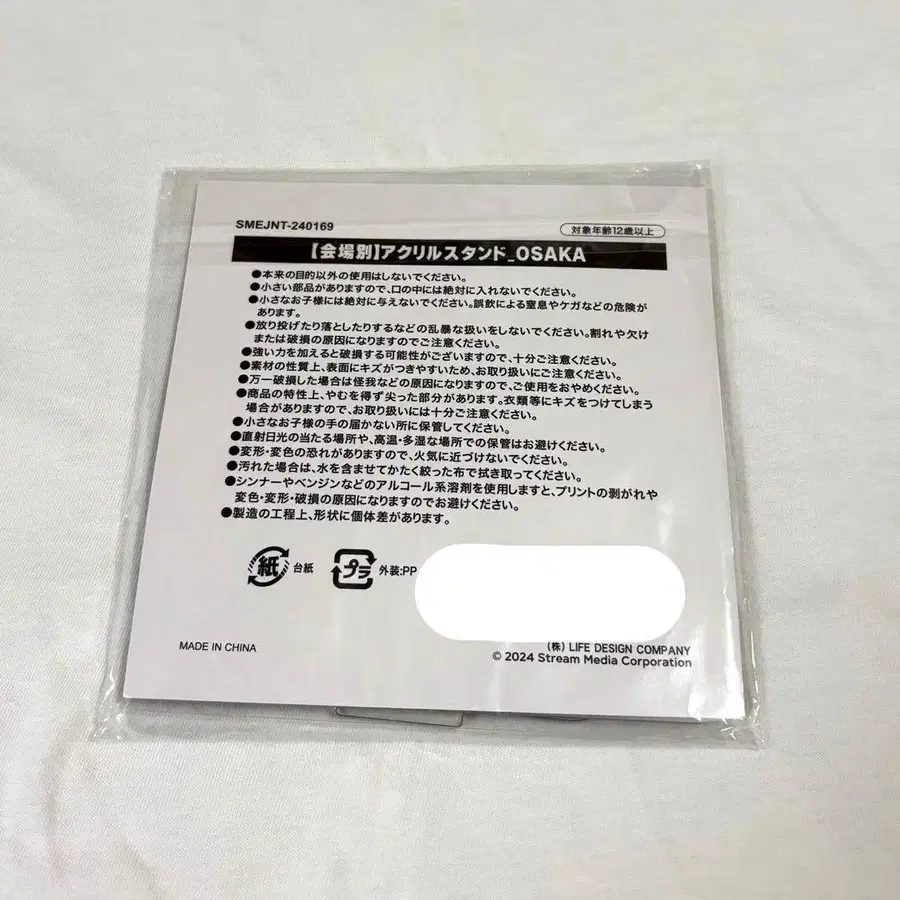 SMEJNT-240169
対象年齢12歳以上
【会場別】アクリルスタンド_OSAKA
●本来の目的以外の使用はしないでください。
●小さい部品がありますので、口の中には絶対に入れないでください。
●小さなお子様には絶対に与えないでください。誤飲による窒息やケガなどの危険が
あります。
●放り投げたり落としたりするなどの乱暴な扱いをしないでください。割れや欠け
または破損の原因になりますのでご注意ください。
●強い力を加えると破損する可能性がございますので、十分ご注意ください。
●素材の性質上、表面にキズがつきやすいため、お取り扱いにご注意ください。
●万一破損した場合は怪我などの原因になりますので、ご使用をおやめください。
●商品の特性上、やむを得ず尖った部分があります。衣類等にキズをつけてしまう
場合がありますので、お取り扱いには十分ご注意ください。
●小さなお子様の手の届かない所に保管してください。
●直射日光の当たる場所や、高温・多湿な場所での保管はお避けください。
●変形・変色の恐れがありますので、火気に近づけないでください。
●汚れた場合は、水を含ませてかたく絞った布で拭き取ってください。
●シンナーやベンジンなどのアルコール系溶剤を使用しますと、プリントの剥がれや
変色・変形・破損の原因になりますのでお避けください。
●製造の工程上、形状に個体差があります。
紙 台紙 プラ 外装:PP
MADE IN CHINA
(株) LIFE DESIGN COMPANY
© 2024 Stream Media Corporation